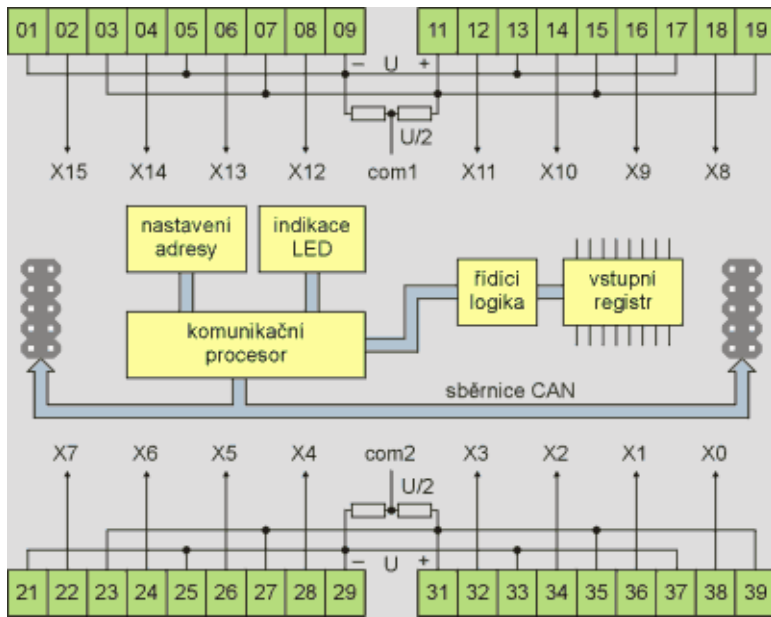 01 02 03 04 05 06 07 08 09 11 12 13 14 15 16 17 18 19
– U +
U/2
X15 X14 X13 X12 com1 X11 X10 X9 X8
nastavení
adresy
indikace
LED
řídicí
logika
vstupní
registr
komunikační
procesor
sběrnice CAN
X7 X6 X5 X4 com2 X3 X2 X1 X0
U/2
– U +
21 22 23 24 25 26 27 28 29 31 32 33 34 35 36 37 38 39